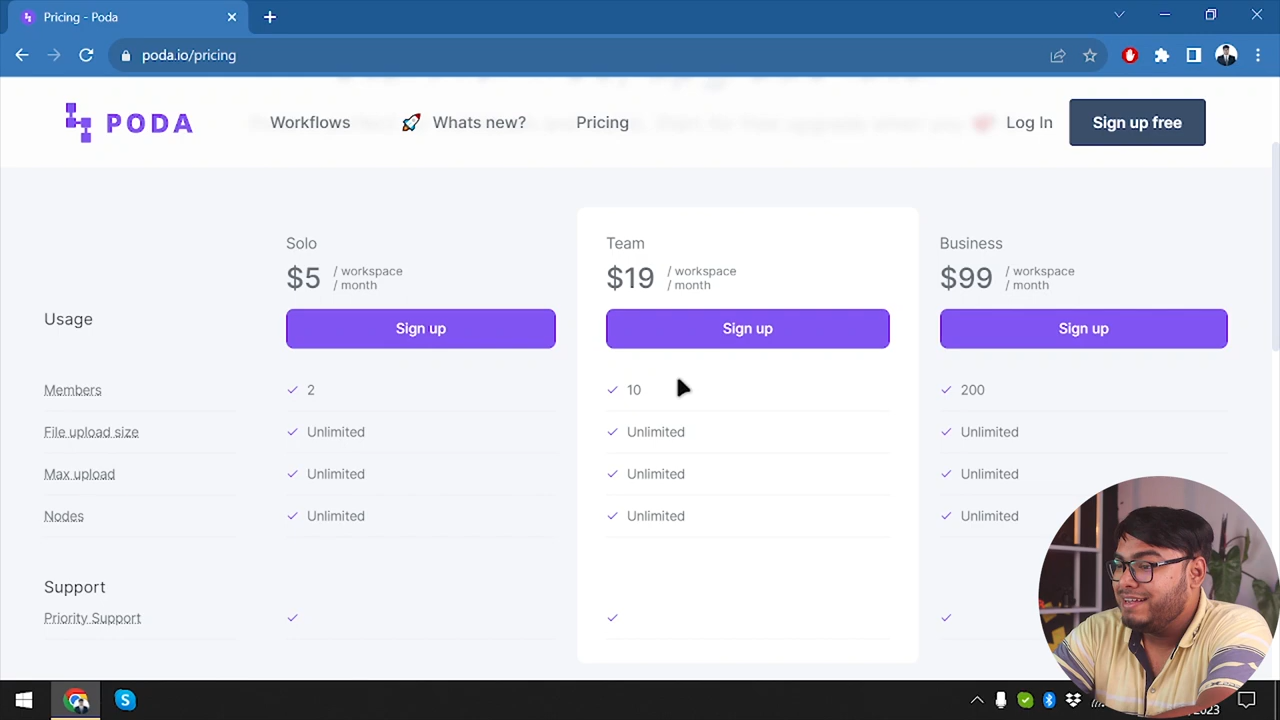 Pricing - Poda
poda.io/pricing
PODA
Workflows
Whats new?
Pricing
Log In
Sign up free
Solo
$5 / workspace
/ month
Sign up
Team
$19 / workspace
/ month
Sign up
Business
$99 / workspace
/ month
Sign up
Usage
Members 2 10 200
File upload size Unlimited Unlimited Unlimited
Max upload Unlimited Unlimited Unlimited
Nodes Unlimited Unlimited Unlimited
Support
Priority Support
2023